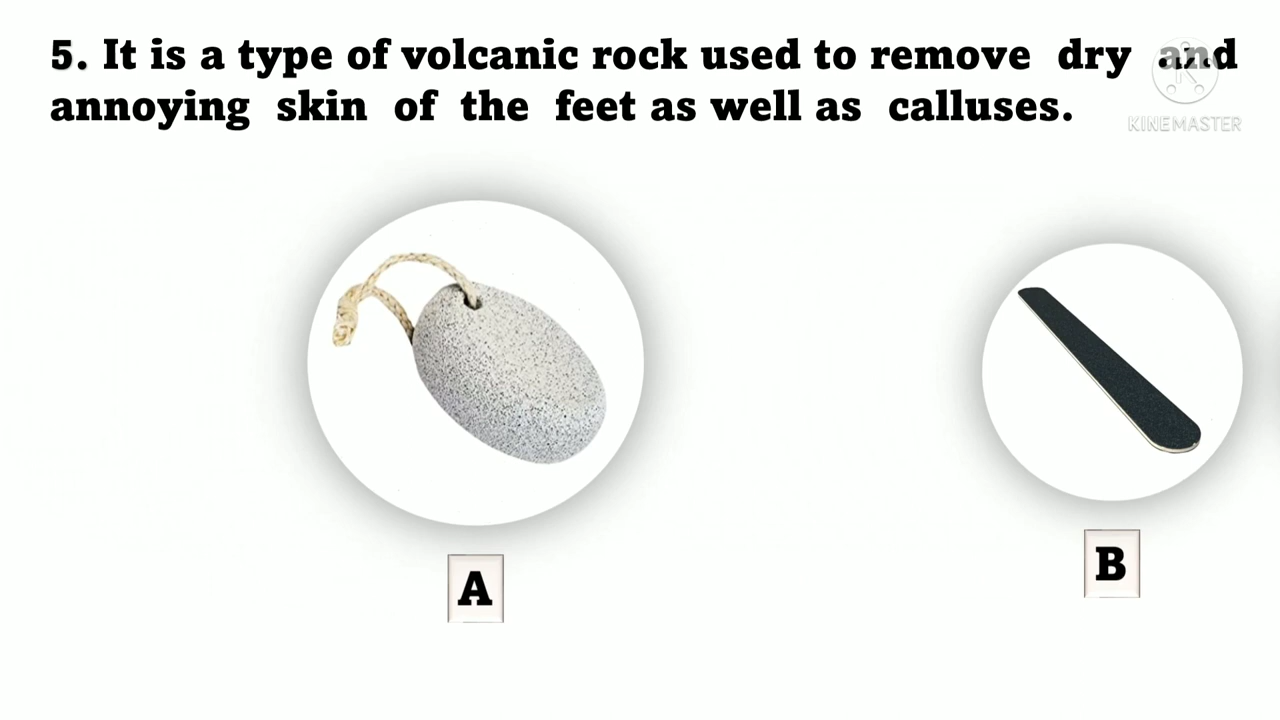 5. It is a type of volcanic rock used to remove dry and
annoying skin of the feet as well as calluses.
KINEMASTER
A
B